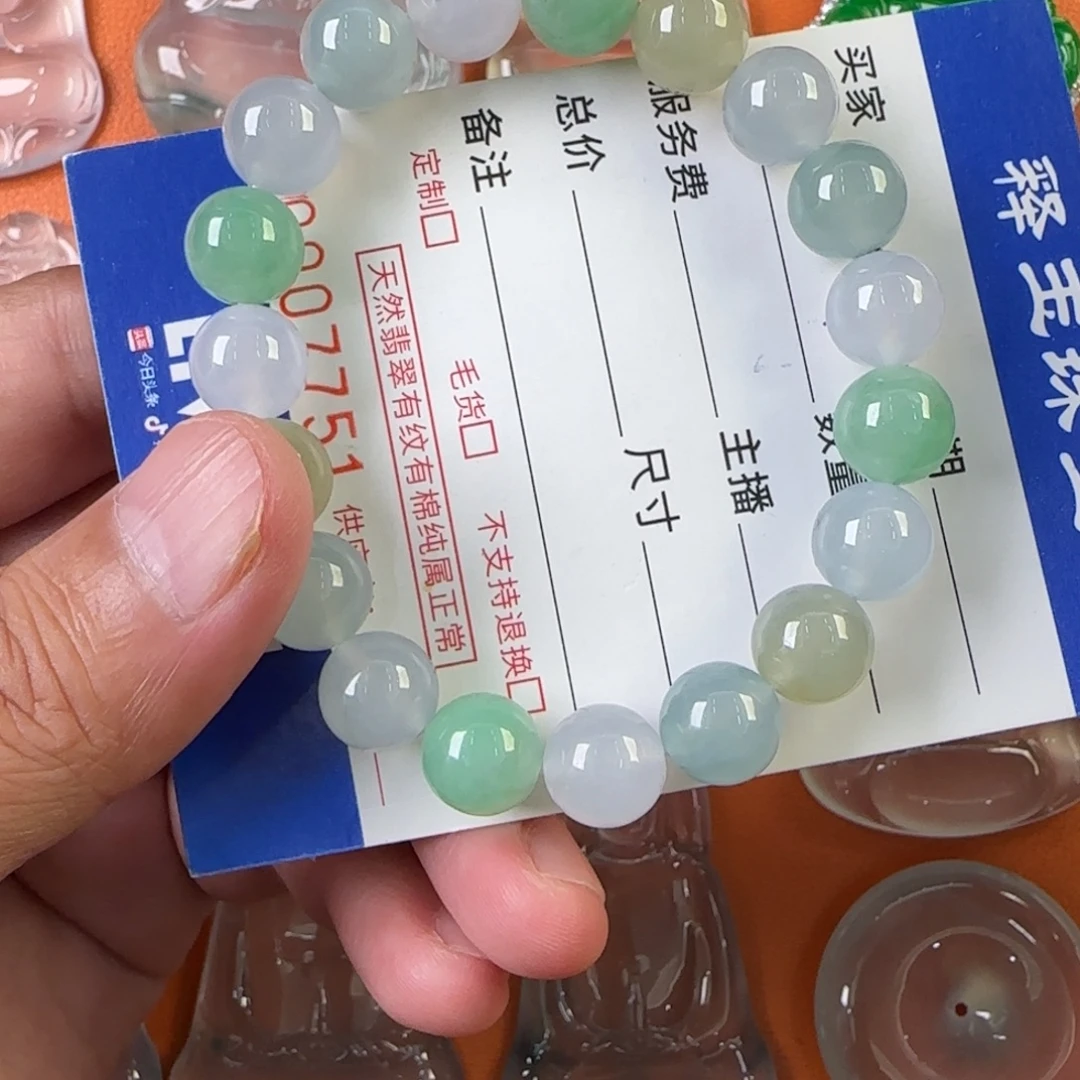 释玉珠宝
买家
数量
服务费
主播
总价
尺寸
备注
定制□
毛货□
不支持退换□
天然翡翠有纹有棉纯属正常
0007751
今日头条